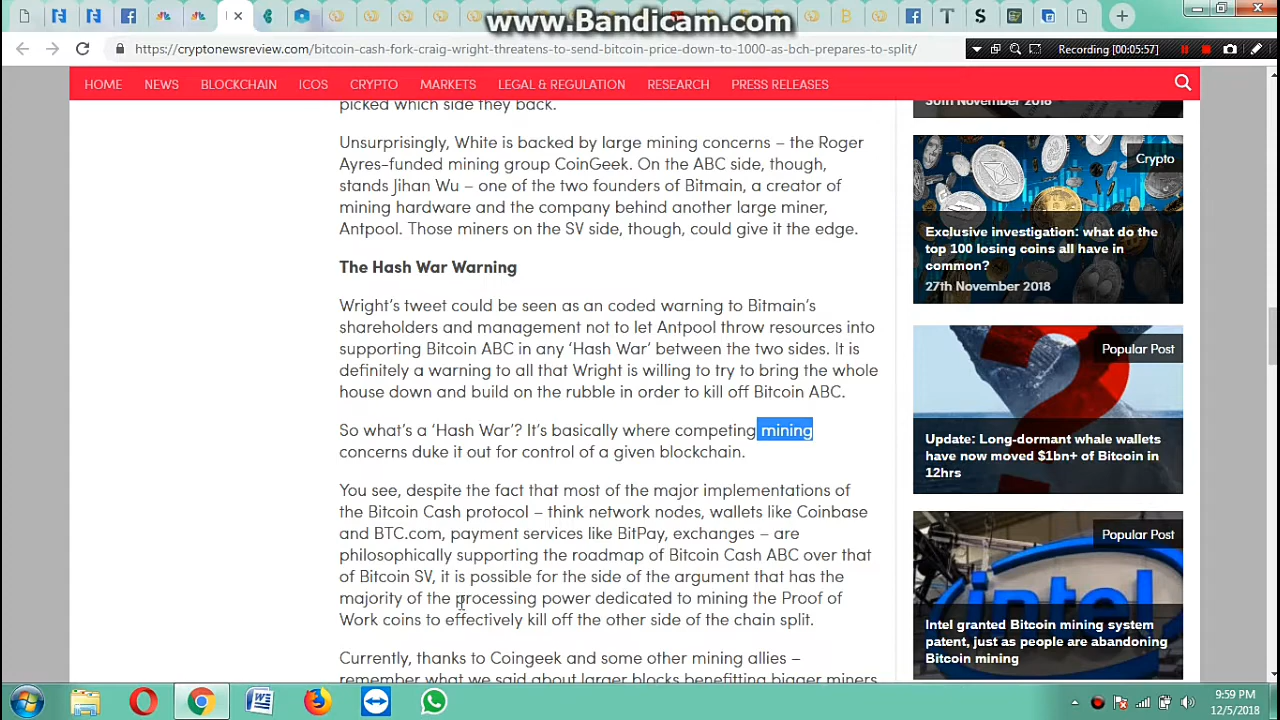 www.Bandicam.com
https://cryptonewsreview.com/bitcoin-cash-fork-craig-wright-threatens-to-send-bitcoin-price-down-to-1000-as-bch-prepares-to-split/
Recording [00:05:57]
HOME NEWS BLOCKCHAIN ICOS CRYPTO MARKETS LEGAL & REGULATION RESEARCH PRESS RELEASES
picked which side they back.
Unsurprisingly, White is backed by large mining concerns – the Roger
Ayres-funded mining group CoinGeek. On the ABC side, though,
stands Jihan Wu – one of the two founders of Bitmain, a creator of
mining hardware and the company behind another large miner,
Antpool. Those miners on the SV side, though, could give it the edge.
The Hash War Warning
Wright's tweet could be seen as an coded warning to Bitmain's
shareholders and management not to let Antpool throw resources into
supporting Bitcoin ABC in any 'Hash War' between the two sides. It is
definitely a warning to all that Wright is willing to try to bring the whole
house down and build on the rubble in order to kill off Bitcoin ABC.
So what's a 'Hash War'? It's basically where competing mining
concerns duke it out for control of a given blockchain.
You see, despite the fact that most of the major implementations of
the Bitcoin Cash protocol – think network nodes, wallets like Coinbase
and BTC.com, payment services like BitPay, exchanges – are
philosophically supporting the roadmap of Bitcoin Cash ABC over that
of Bitcoin SV, it is possible for the side of the argument that has the
majority of the processing power dedicated to mining the Proof of
Work coins to effectively kill off the other side of the chain split.
Currently, thanks to Coingeek and some other mining allies –
remember what we said about larger blocks benefitting bigger miners
30th November 2018
Crypto
Exclusive investigation: what do the
top 100 losing coins all have in
common?
27th November 2018
Popular Post
Update: Long-dormant whale wallets
have now moved $1bn+ of Bitcoin in
12hrs
Popular Post
intel
Intel granted Bitcoin mining system
patent, just as people are abandoning
Bitcoin mining
9:59 PM
12/5/2018